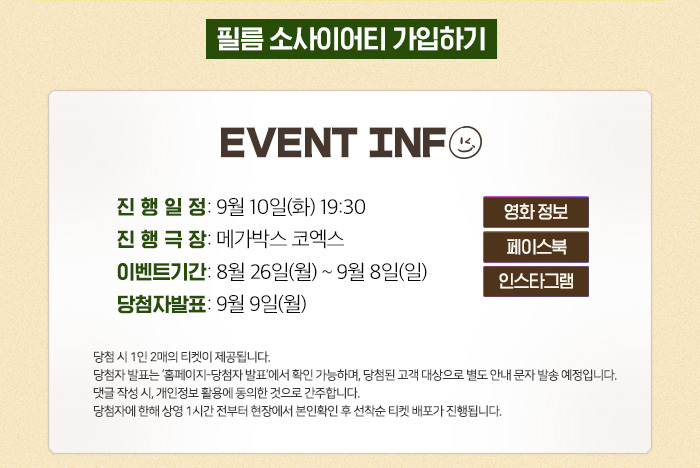 필름 소사이어티 가입하기
EVENT INFO
진 행 일 정: 9월 10일(화) 19:30
진 행 극 장: 메가박스 코엑스
이벤트기간: 8월 26일(월) ~ 9월 8일(일)
당첨자발표: 9월 9일(월)
영화 정보
페이스북
인스타그램
당첨 시 1인 2매의 티켓이 제공됩니다.
당첨자 발표는 '홈페이지-당첨자 발표'에서 확인 가능하며, 당첨된 고객 대상으로 별도 안내 문자 발송 예정입니다.
댓글 작성 시, 개인정보 활용에 동의한 것으로 간주합니다.
당첨자에 한해 상영 1시간 전부터 현장에서 본인확인 후 선착순 티켓 배포가 진행됩니다.